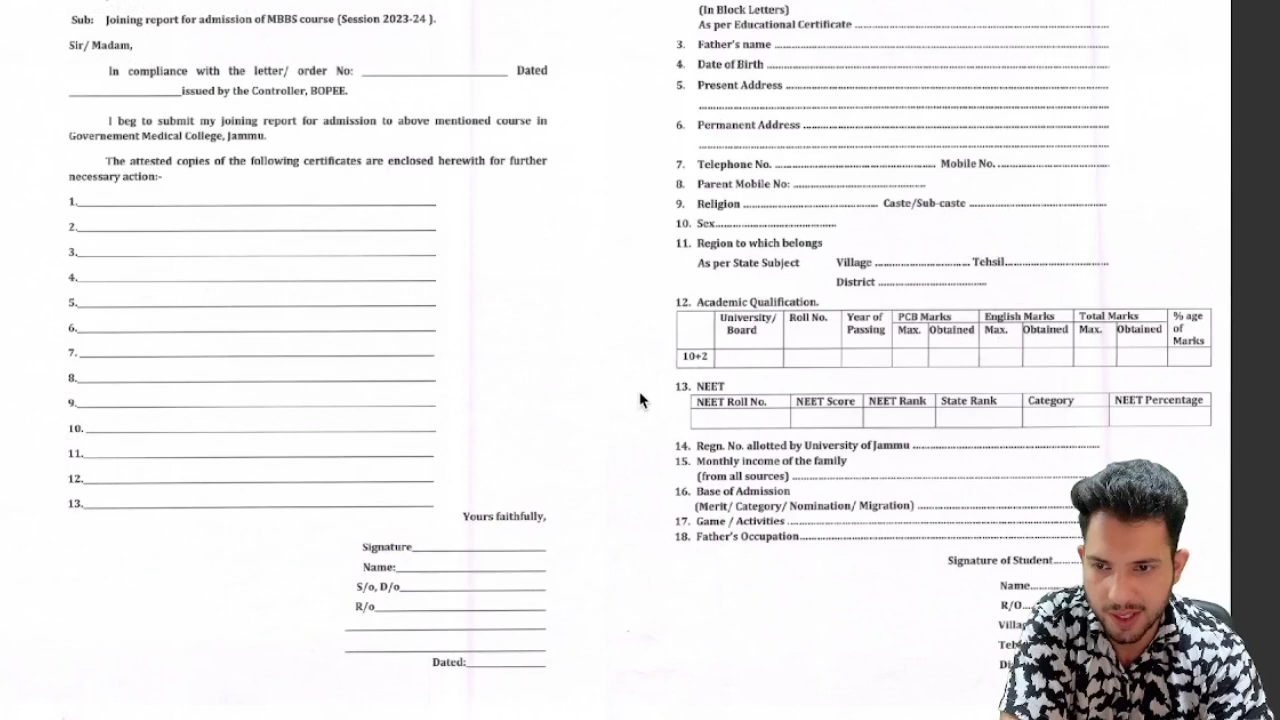 Sub: Joining report for admission of MBBS course (Session 2023-24 ).
Sir/ Madam,
In compliance with the letter/ order No: ____________ Dated
____________issued by the Controller, BOPEE.
I beg to submit my joining report for admission to above mentioned course in
Governement Medical College, Jammu.
The attested copies of the following certificates are enclosed herewith for further
necessary action:-
1.
2.
3.
4.
5.
6.
7.
8.
9.
10.
11.
12.
13.
Yours faithfully,
Signature
Name:
S/o, D/o
R/o
Dated:
(In Block Letters)
As per Educational Certificate
3. Father's name
4. Date of Birth
5. Present Address
6. Permanent Address
7. Telephone No. Mobile No.
8. Parent Mobile No:
9. Religion Caste/Sub-caste
10. Sex
11. Region to which belongs
As per State Subject Village Tehsil
District
12. Academic Qualification.
University/ Board Roll No. Year of Passing PCB Marks English Marks Total Marks % age of Marks
Max. Obtained Max. Obtained Max. Obtained
10+2
13. NEET
NEET Roll No. NEET Score NEET Rank State Rank Category NEET Percentage
14. Regn. No. allotted by University of Jammu
15. Monthly income of the family
(from all sources)
16. Base of Admission
(Merit/ Category/ Nomination/ Migration)
17. Game / Activities
18. Father's Occupation
Signature of Student
Name
R/O